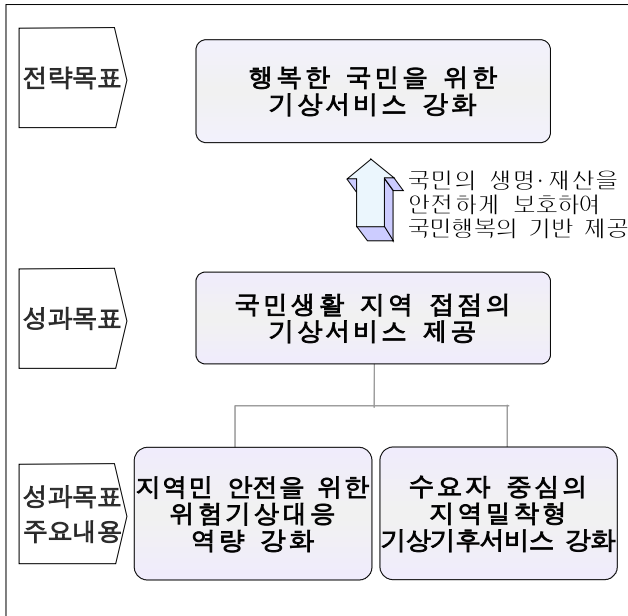 전략목표
행복한 국민을 위한
기상서비스 강화
국민의 생명·재산을
안전하게 보호하여
국민행복의 기반 제공
성과목표
국민생활 지역 접점의
기상서비스 제공
성과목표
주요내용
지역민 안전을 위한
위험기상대응
역량 강화
수요자 중심의
지역밀착형
기상기후서비스 강화